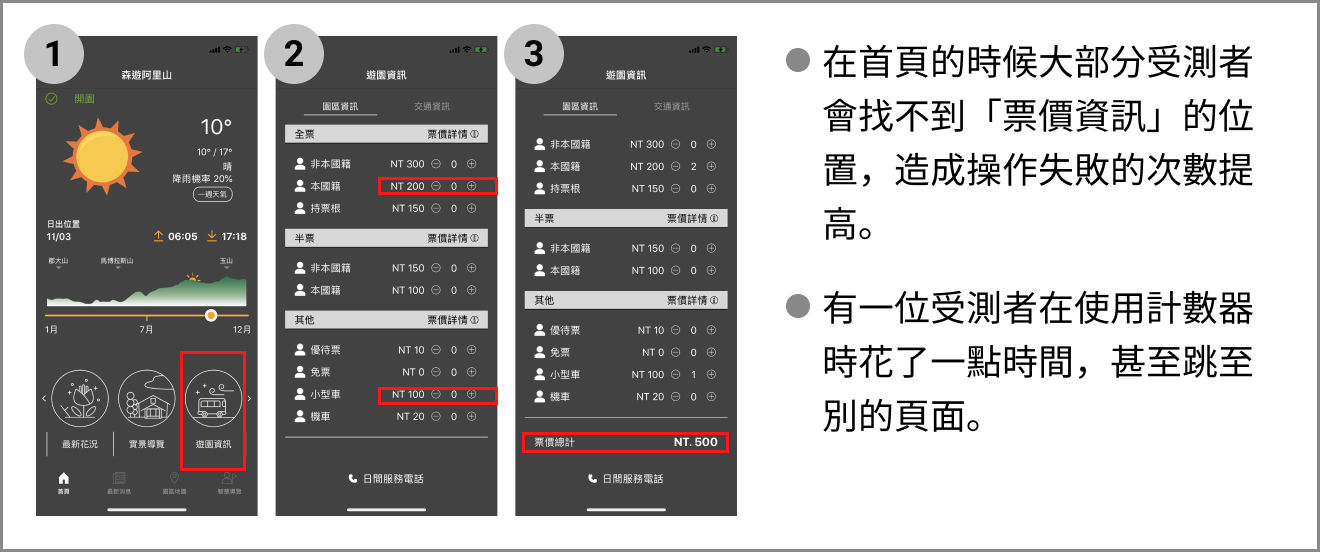 1
森遊阿里山
開園
10°
10° / 17°
晴
降雨機率 20%
一週天氣
日出位置
11/03
06:05
17:18
鄒大山
馬博拉斯山
玉山
1月
7月
12月
最新花況
實景導覽
遊園資訊
首頁
最新消息
園區地圖
智慧導覽
2
遊園資訊
園區資訊
交通資訊
全票 票價詳情
非本國籍 NT 300 0
本國籍 NT 200 0
持票根 NT 150 0
半票 票價詳情
非本國籍 NT 150 0
本國籍 NT 100 0
其他 票價詳情
優待票 NT 10 0
免票 NT 0 0
小型車 NT 100 0
機車 NT 20 0
日間服務電話
3
遊園資訊
園區資訊
交通資訊
非本國籍 NT 300 0
本國籍 NT 200 2
持票根 NT 150 0
半票 票價詳情
非本國籍 NT 150 0
本國籍 NT 100 0
其他 票價詳情
優待票 NT 10 0
免票 NT 0 0
小型車 NT 100 1
機車 NT 20 0
票價總計 NT. 500
日間服務電話
在首頁的時候大部分受測者
會找不到「票價資訊」的位
置，造成操作失敗的次數提
高。
有一位受測者在使用計數器
時花了一點時間，甚至跳至
別的頁面。